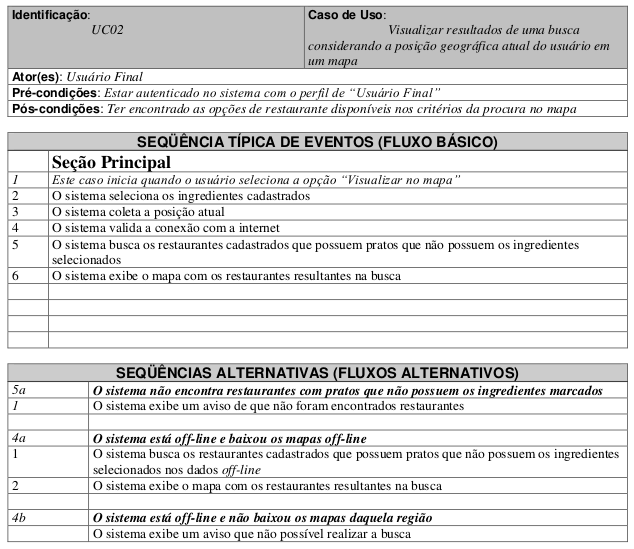 Identificação:
UC02
Caso de Uso:
Visualizar resultados de uma busca
considerando a posição geográfica atual do usuário em
um mapa
Ator(es): Usuário Final
Pré-condições: Estar autenticado no sistema com o perfil de “Usuário Final”
Pós-condições: Ter encontrado as opções de restaurante disponíveis nos critérios da procura no mapa
SEQÜÊNCIA TÍPICA DE EVENTOS (FLUXO BÁSICO)
Seção Principal
1 Este caso inicia quando o usuário seleciona a opção “Visualizar no mapa”
2 O sistema seleciona os ingredientes cadastrados
3 O sistema coleta a posição atual
4 O sistema valida a conexão com a internet
5 O sistema busca os restaurantes cadastrados que possuem pratos que não possuem os ingredientes
selecionados
6 O sistema exibe o mapa com os restaurantes resultantes na busca
SEQÜÊNCIAS ALTERNATIVAS (FLUXOS ALTERNATIVOS)
5a O sistema não encontra restaurantes com pratos que não possuem os ingredientes marcados
1 O sistema exibe um aviso de que não foram encontrados restaurantes
4a O sistema está off-line e baixou os mapas off-line
1 O sistema busca os restaurantes cadastrados que possuem pratos que não possuem os ingredientes
selecionados nos dados off-line
2 O sistema exibe o mapa com os restaurantes resultantes na busca
4b O sistema está off-line e não baixou os mapas daquela região
O sistema exibe um aviso que não possível realizar a busca